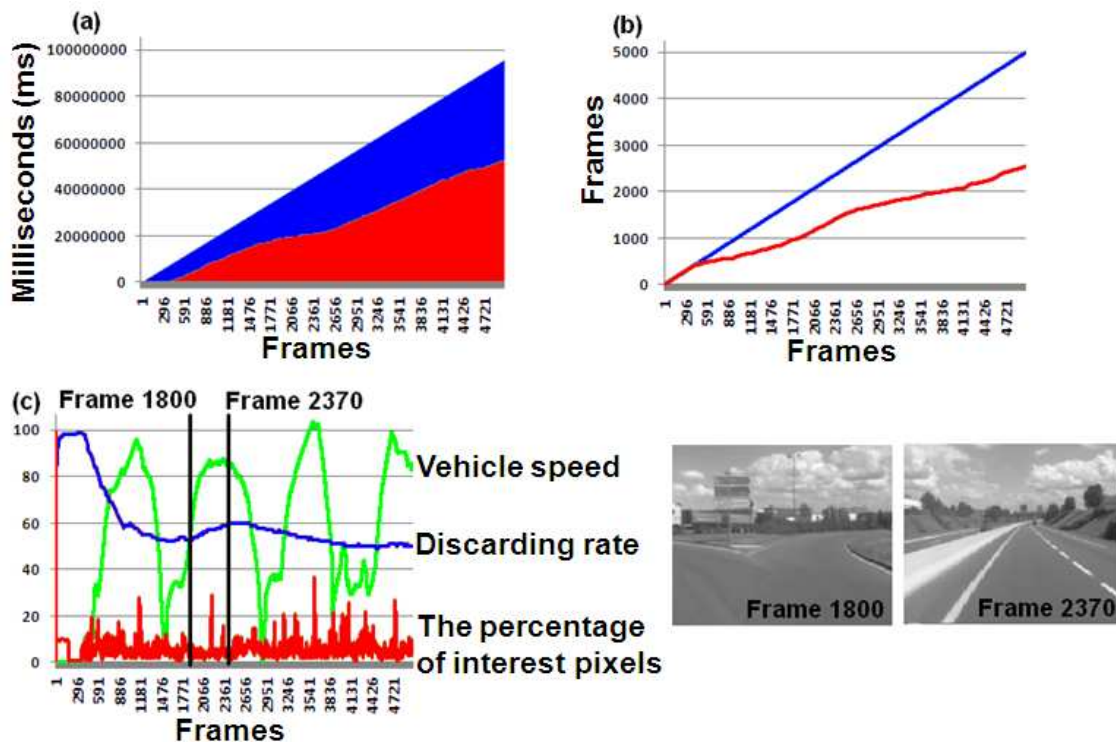 (a)
Milliseconds (ms)
100000000
80000000
60000000
40000000
20000000
0
1 296 591 886 1181 1476 1771 2066 2361 2656 2951 3246 3541 3836 4131 4426 4721
Frames
(b)
Frames
5000
4000
3000
2000
1000
0
1 296 591 886 1181 1476 1771 2066 2361 2656 2951 3246 3541 3836 4131 4426 4721
Frames
(c)
Frame 1800
Frame 2370
100
80
60
40
20
0
Vehicle speed
Discarding rate
The percentage
of interest pixels
1 296 591 886 1181 1476 1771 2066 2361 2656 2951 3246 3541 3836 4131 4426 4721
Frames
Frame 1800
Frame 2370